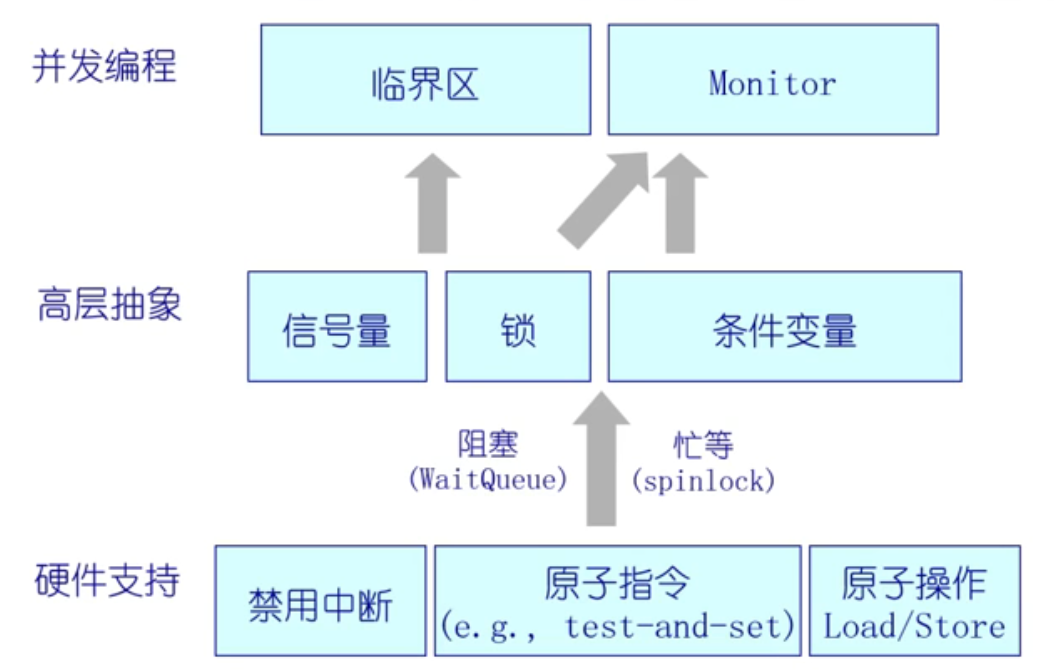 并发编程
临界区
Monitor
高层抽象
信号量
锁
条件变量
阻塞
(WaitQueue)
忙等
(spinlock)
硬件支持
禁用中断
原子指令
(e.g., test-and-set)
原子操作
Load/Store